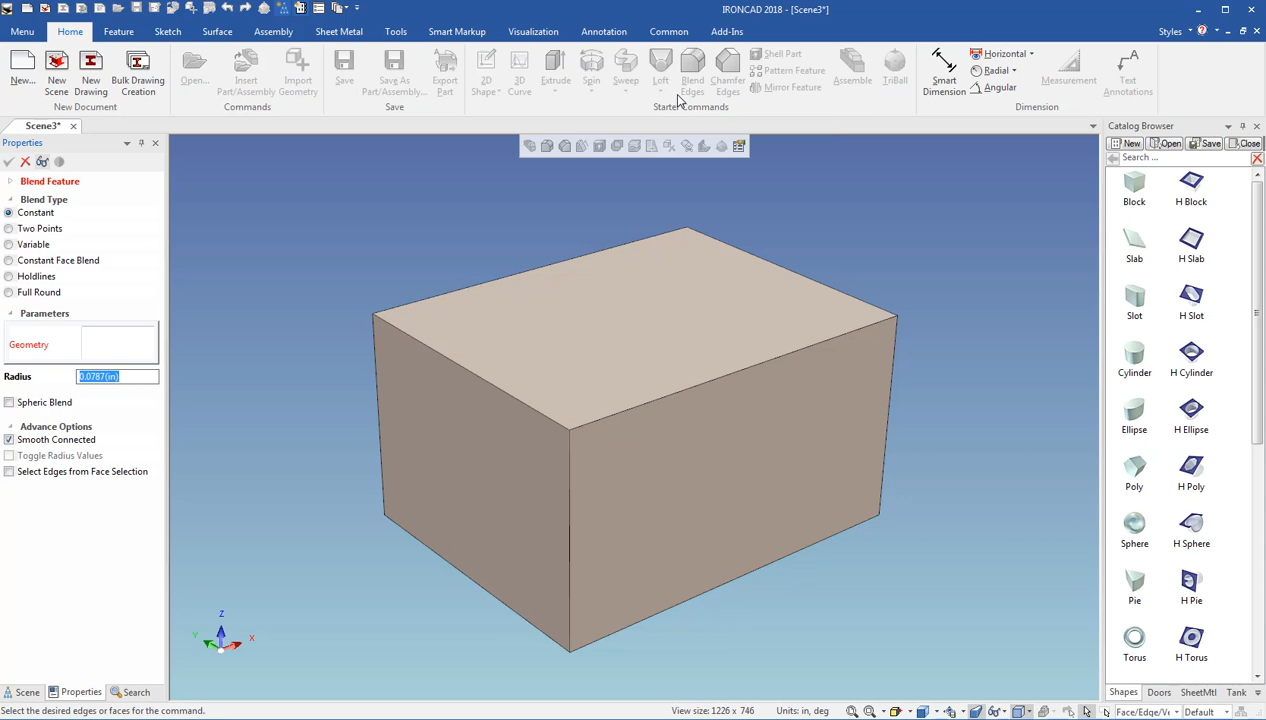 IRONCAD 2018 - [Scene3*]
Menu Home Feature Sketch Surface Assembly Sheet Metal Tools Smart Markup Visualization Annotation Common Add-Ins Styles
New... New Scene New Drawing Bulk Drawing Creation
New Document
Open... Insert Part/Assembly Import Geometry
Commands
Save Save As Part/Assembly... Export Part
Save
2D Shape 3D Curve Extrude Spin Sweep Loft Blend Edges Chamfer Edges
Shell Part
Pattern Feature
Mirror Feature
Assemble TriBall
Starter Commands
Smart Dimension
Horizontal
Radial
Angular
Measurement Text Annotations
Dimension
Scene3*
Properties
Blend Feature
Blend Type
Constant
Two Points
Variable
Constant Face Blend
Holdlines
Full Round
Parameters
Geometry
Radius 0.0787(in)
Spheric Blend
Advance Options
Smooth Connected
Toggle Radius Values
Select Edges from Face Selection
Scene Properties Search
Z
Y
X
Catalog Browser
New Open Save Close
Search ...
Block H Block
Slab H Slab
Slot H Slot
Cylinder H Cylinder
Ellipse H Ellipse
Poly H Poly
Sphere H Sphere
Pie H Pie
Torus H Torus
Shapes Doors SheetMtl Tank
Select the desired edges or faces for the command.
View size: 1226 x 746 Units: in, deg
Face/Edge/Ve Default